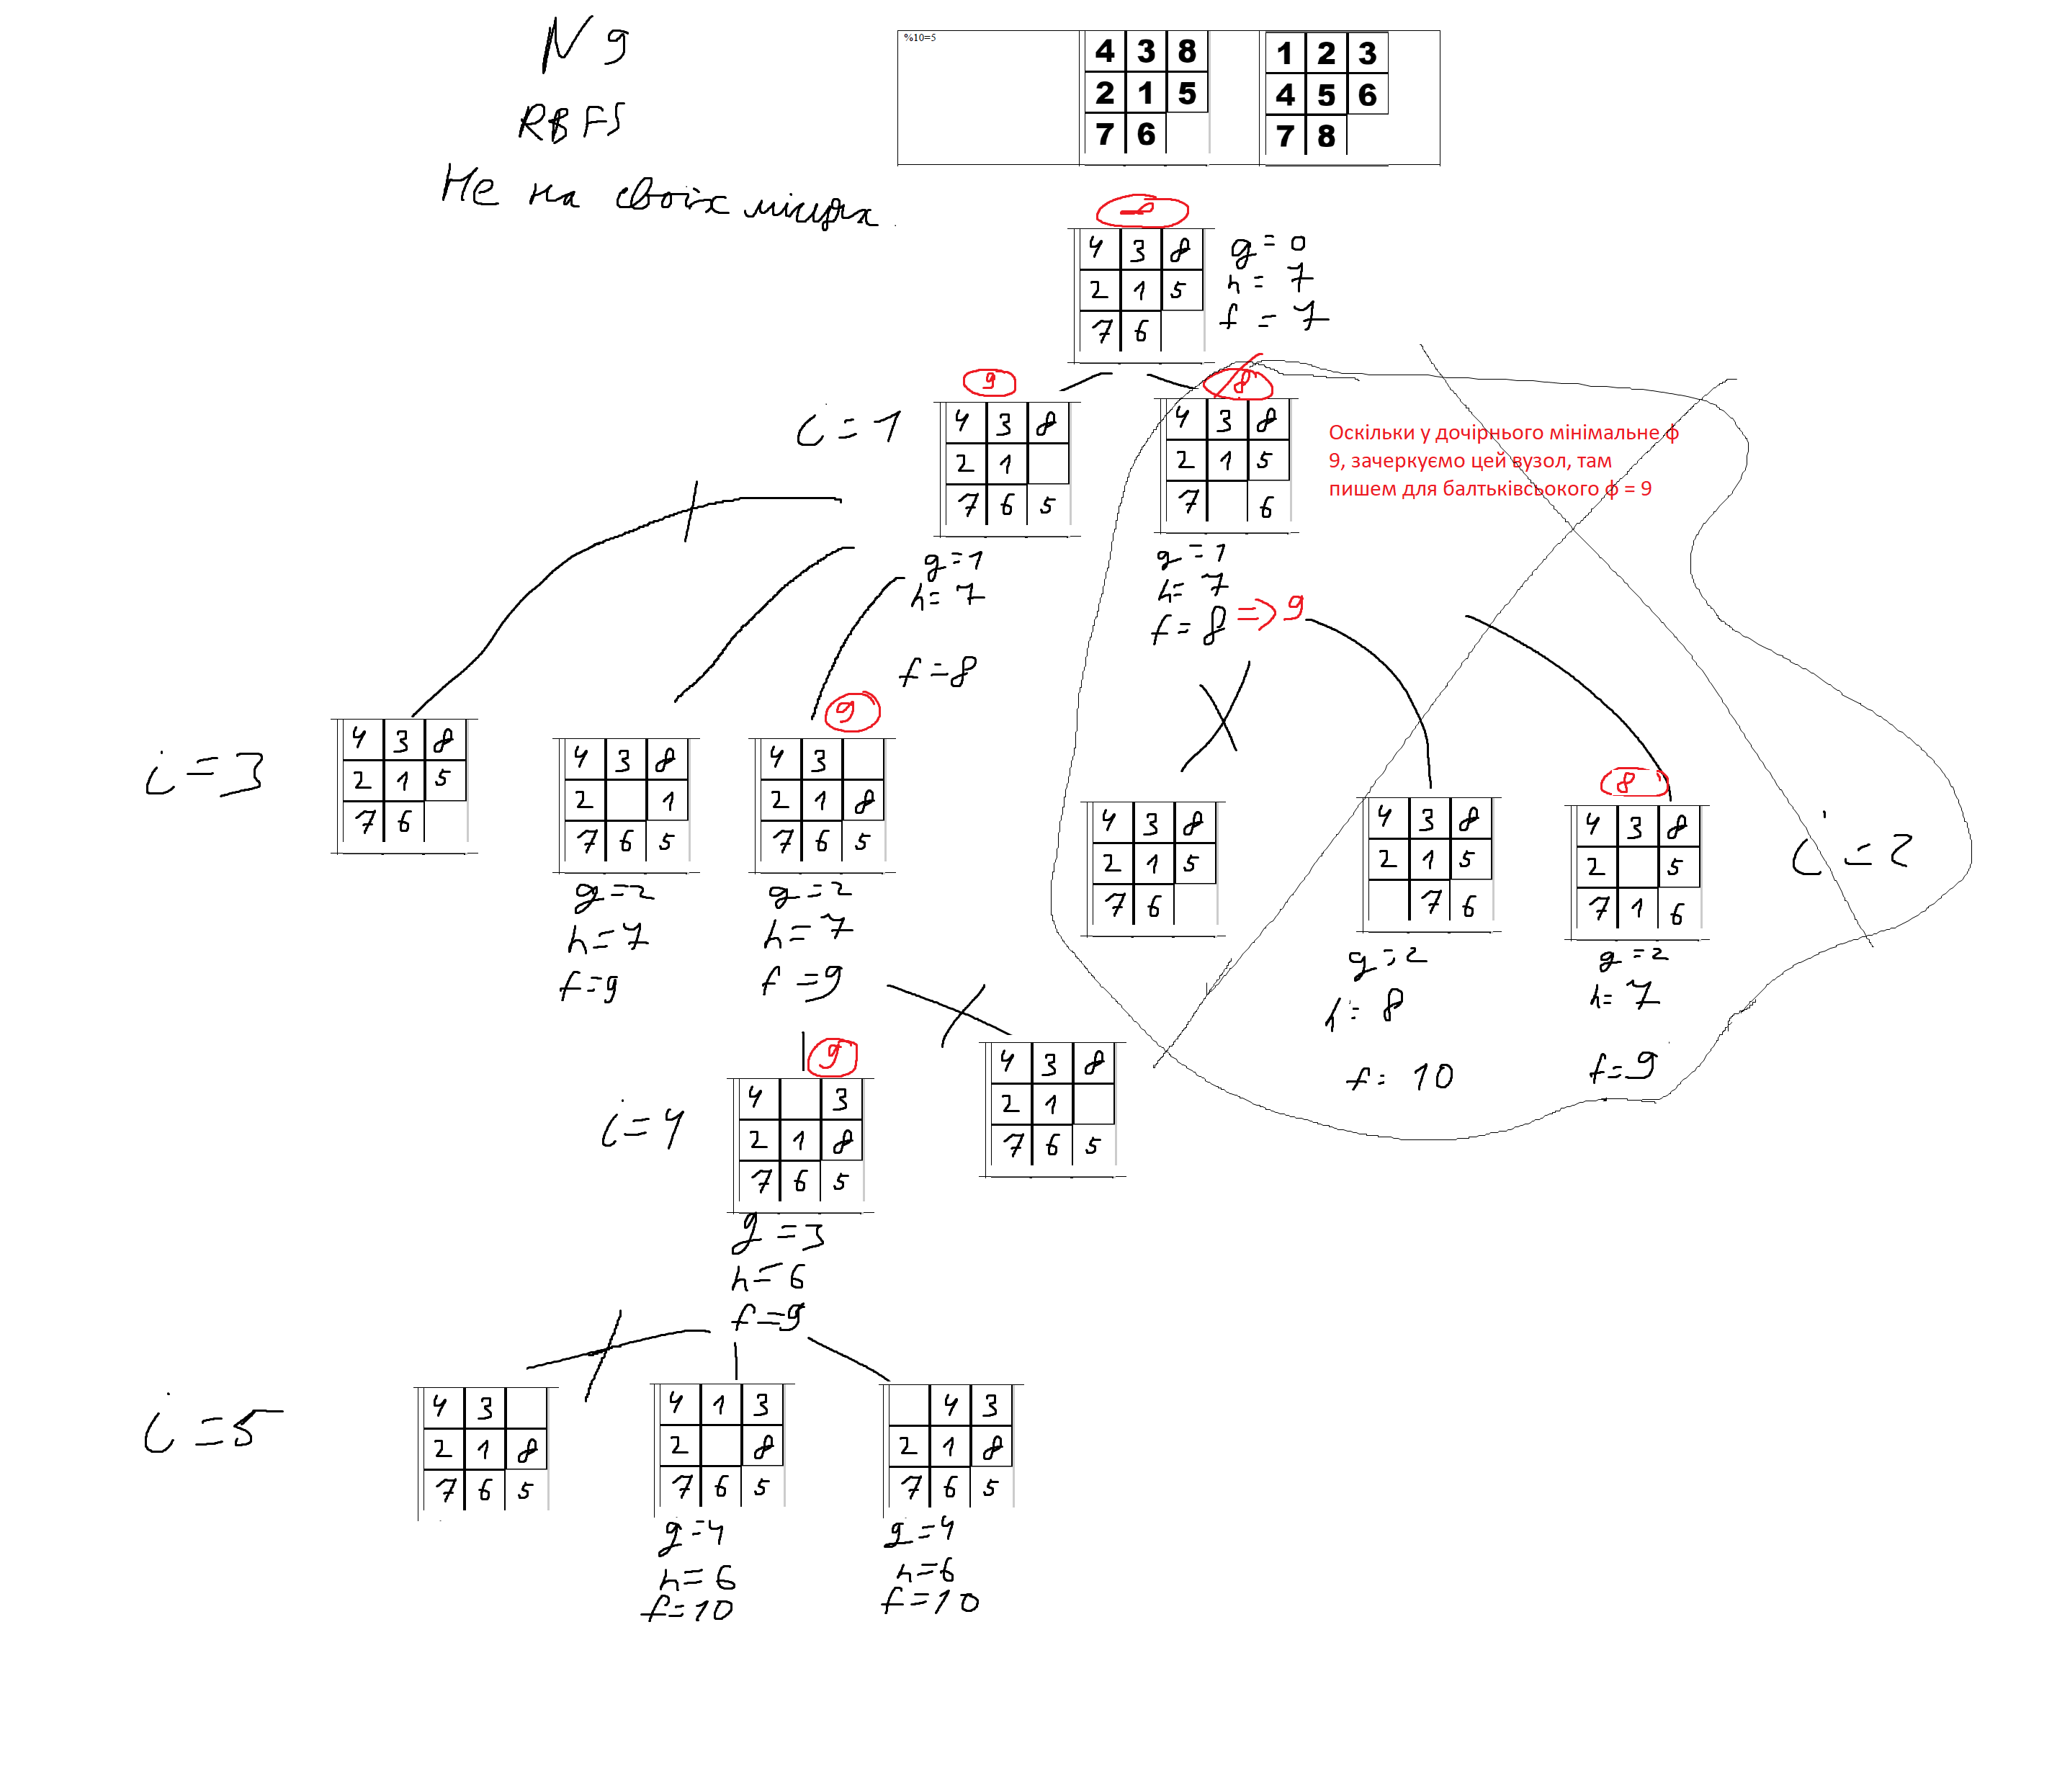 N 9
RBFS
Не на своїх місцях
%10=5
4 3 8
2 1 5
7 6
1 2 3
4 5 6
7 8
4 3 8
2 1 5
7 6
g = 0
h = 7
f = 7
i = 1
9
4 3 8
2 1
7 6 5
g = 1
h = 7
f = 8
8
4 3 8
2 1 5
7 6
g = 1
h = 7
f = 8 => 9
Оскільки у дочірнього мінімальне ф
9, зачеркуємо цей вузол, там
пишем для балтьківсьокого ф = 9
i = 2
4 3 8
2 1 5
7 6
4 3 8
2 1 5
7 6
g = 2
h = 8
f = 10
8
4 3 8
2 5
7 1 6
g = 2
h = 7
f = 9
i = 3
4 3 8
2 1 5
7 6
4 3 8
2 1
7 6 5
g = 2
h = 7
f = 9
9
4 3
2 1 8
7 6 5
g = 2
h = 7
f = 9
i = 4
9
4 3
2 1 8
7 6 5
g = 3
h = 6
f = 9
4 3 8
2 1
7 6 5
i = 5
4 3
2 1 8
7 6 5
4 1 3
2 8
7 6 5
g = 4
h = 6
f = 10
4 3
2 1 8
7 6 5
g = 4
h = 6
f = 10